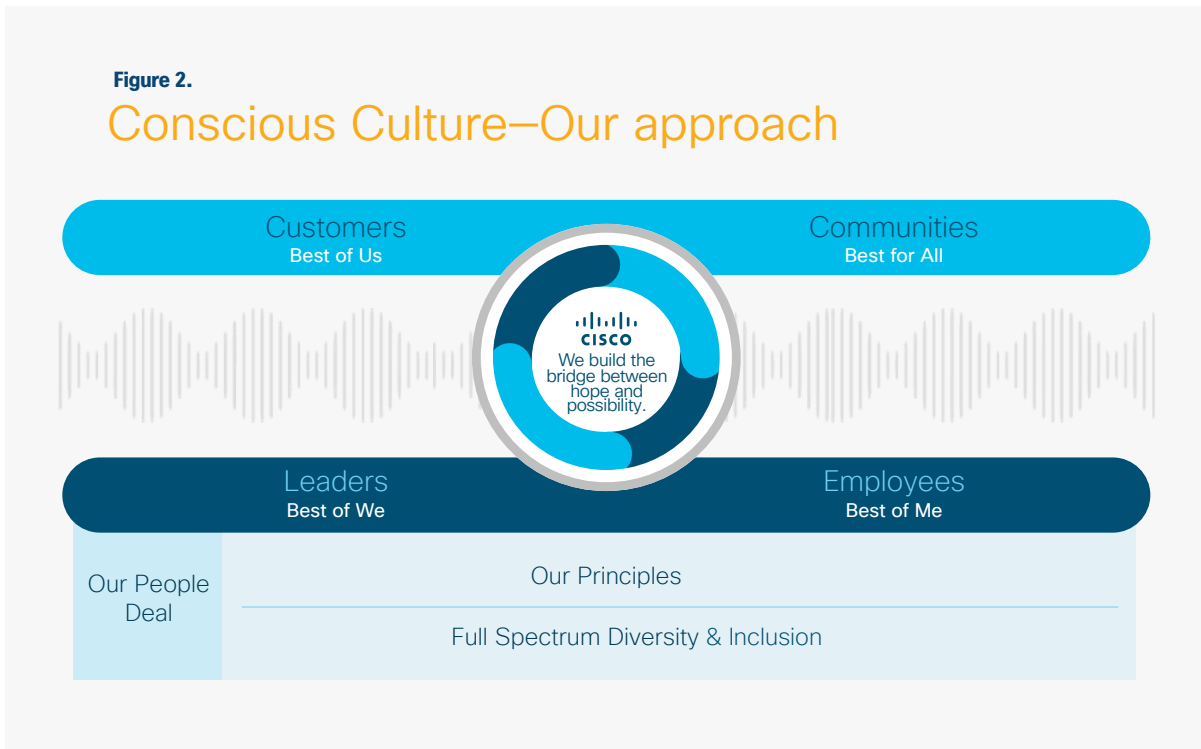 Figure 2.
Conscious Culture—Our approach
Customers
Best of Us
Communities
Best for All
CISCO
We build the
bridge between
hope and
possibility.
Leaders
Best of We
Employees
Best of Me
Our People
Deal
Our Principles
Full Spectrum Diversity & Inclusion